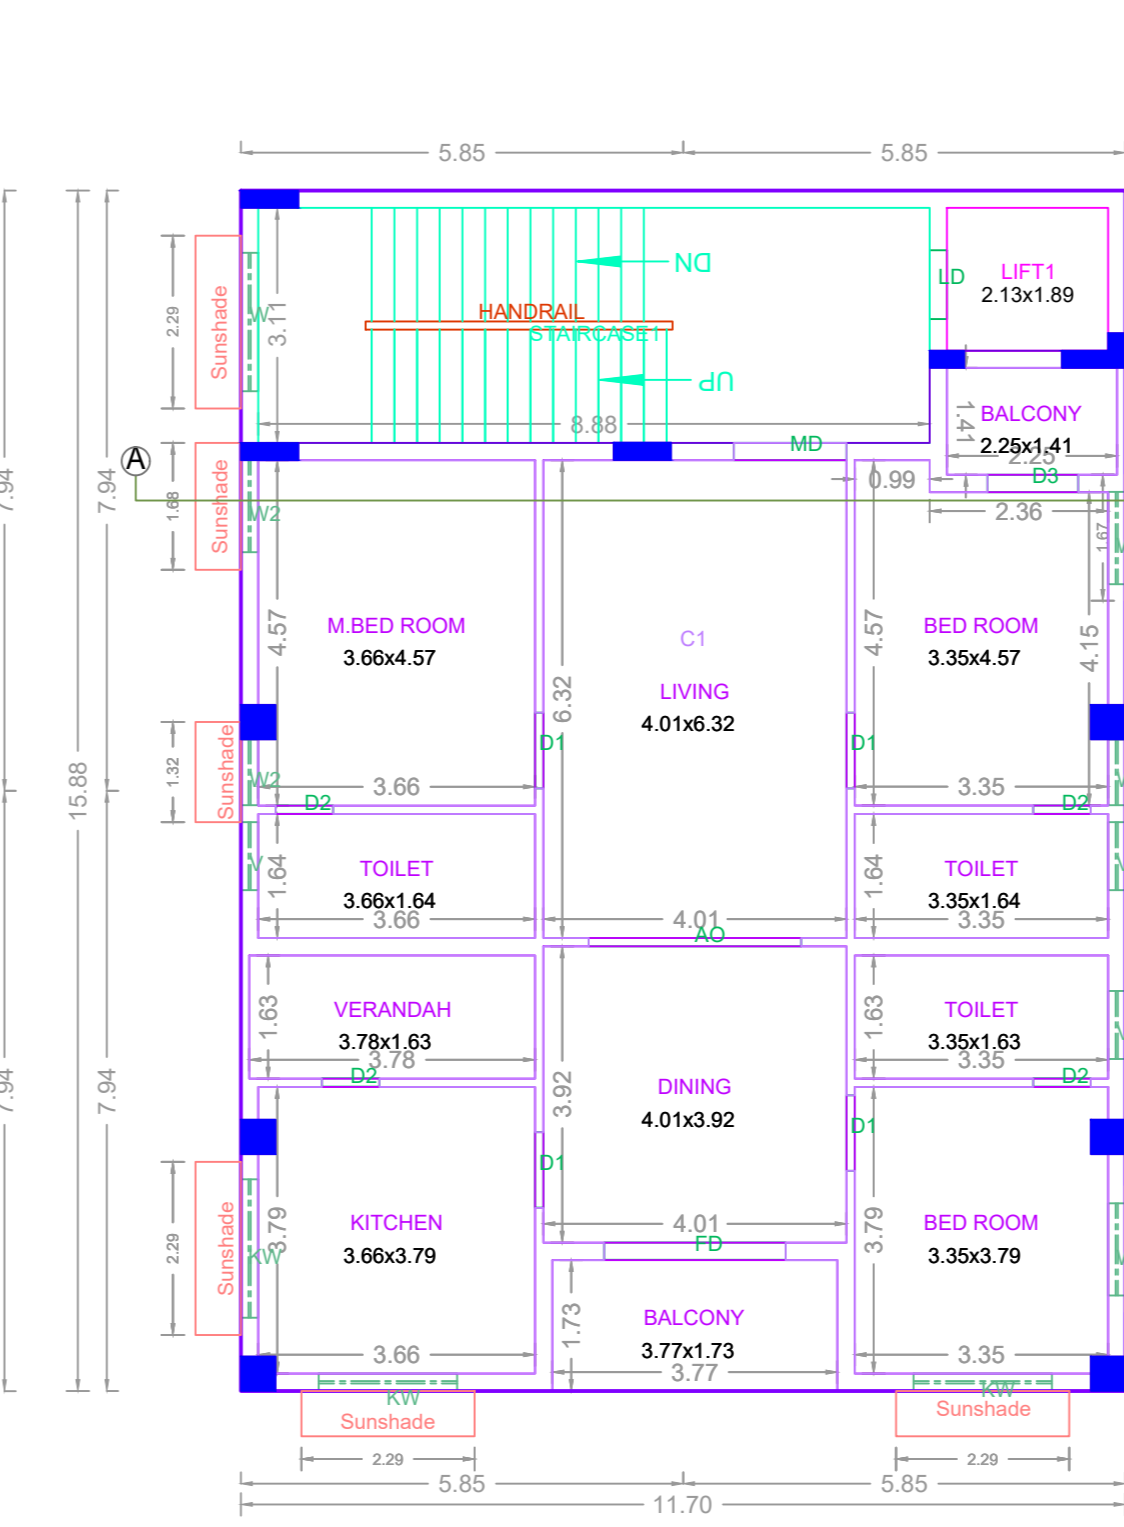 5.85
5.85
2.29
Sunshade
W
3.11
DN
HANDRAIL
STAIRCASE1
UP
8.88
LD
LIFT1
2.13x1.89
BALCONY
2.25x1.41
1.41
2.25
D3
MD
0.99
2.36
1.67
A
7.94
7.94
15.88
1.68
Sunshade
W2
M.BED ROOM
3.66x4.57
4.57
3.66
D1
C1
LIVING
4.01x6.32
6.32
4.01
BED ROOM
3.35x4.57
4.57
4.15
3.35
D1
1.32
Sunshade
W2
D2
D2
V
TOILET
3.66x1.64
1.64
3.66
TOILET
3.35x1.64
1.64
3.35
AO
VERANDAH
3.78x1.63
1.63
3.78
D2
TOILET
3.35x1.63
1.63
3.35
D2
DINING
4.01x3.92
3.92
4.01
D1
D1
7.94
7.94
2.29
Sunshade
KW
KITCHEN
3.66x3.79
3.79
3.66
BED ROOM
3.35x3.79
3.79
3.35
FD
BALCONY
3.77x1.73
1.73
3.77
KW
KW
Sunshade
Sunshade
2.29
2.29
5.85
5.85
11.70